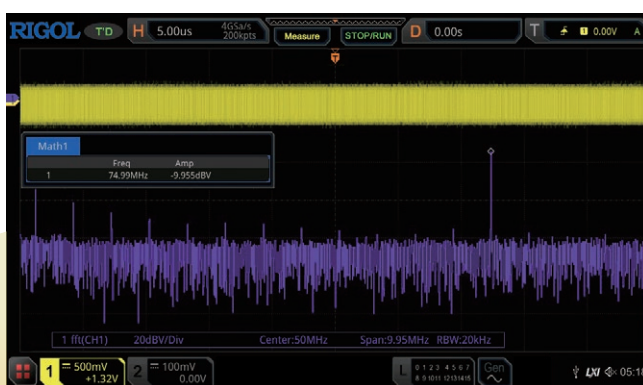 RIGOL T'D H 5.00us 4GSa/s 200kpts Measure STOP/RUN D 0.00s T 1 0.00V A
T
Math1
Freq Amp
1 74.99MHz -9.955dBV
1 fft(CH1) 20dBV/Div Center:50MHz Span:9.95MHz RBW:20kHz
1 500mV +1.32V 2 100mV 0.00V L 0 1 2 3 4 5 6 7 8 9 10 11 12 13 14 15 Gen LXI 05:18